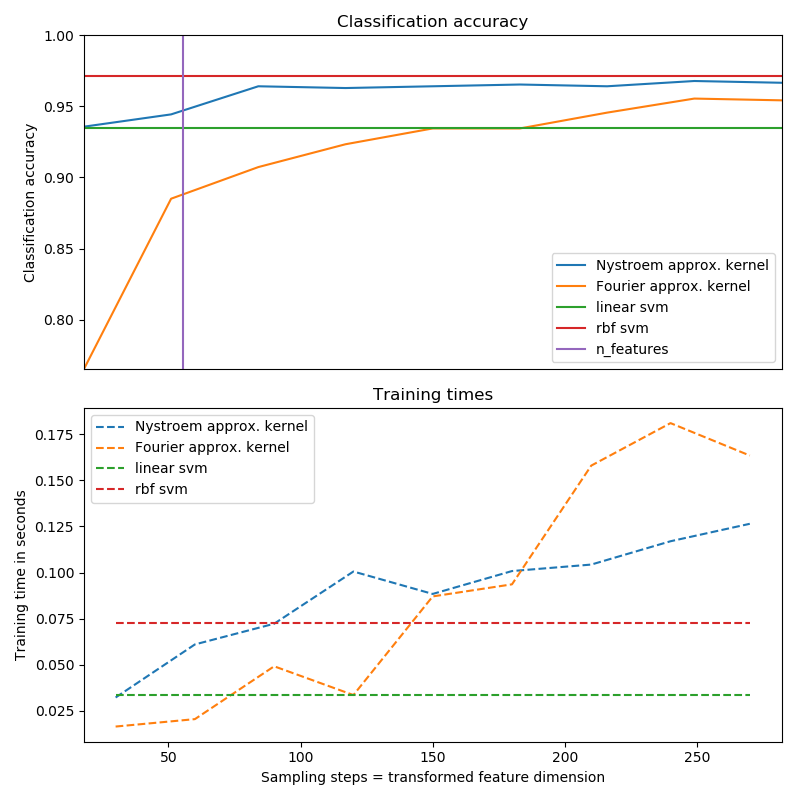 Classification accuracy
1.00
0.95
0.90
0.85
0.80
Classification accuracy
Nystroem approx. kernel
Fourier approx. kernel
linear svm
rbf svm
n_features
Training times
0.175
0.150
0.125
0.100
0.075
0.050
0.025
Training time in seconds
Nystroem approx. kernel
Fourier approx. kernel
linear svm
rbf svm
50
100
150
200
250
Sampling steps = transformed feature dimension